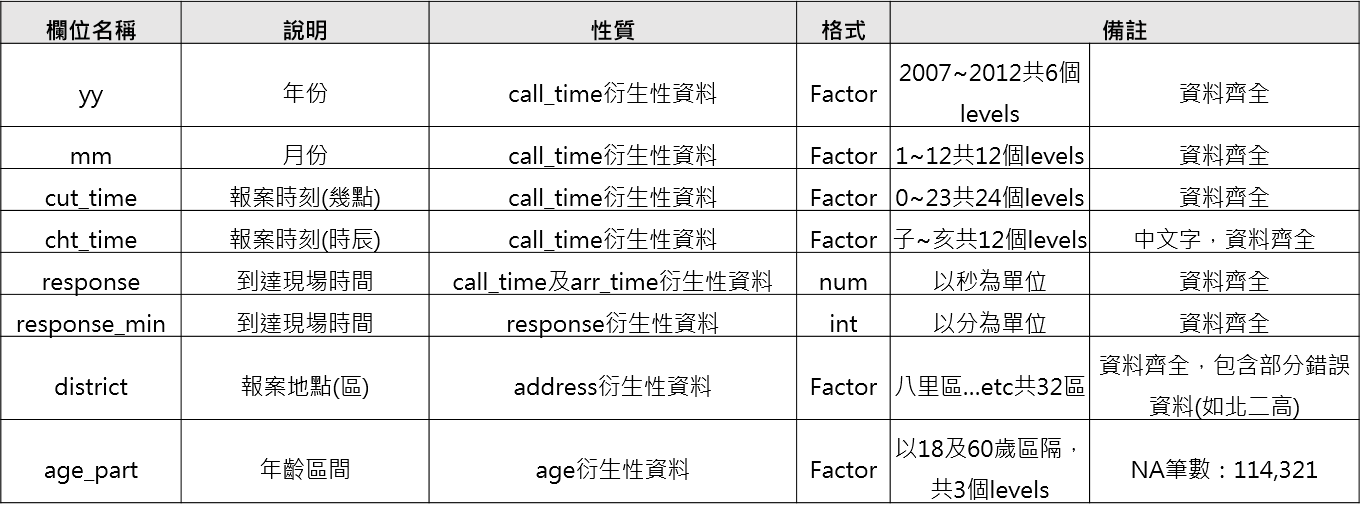 欄位名稱 說明 性質 格式 備註
yy 年份 call_time衍生性資料 Factor 2007~2012共6個levels 資料齊全
mm 月份 call_time衍生性資料 Factor 1~12共12個levels 資料齊全
cut_time 報案時刻(幾點) call_time衍生性資料 Factor 0~23共24個levels 資料齊全
cht_time 報案時刻(時辰) call_time衍生性資料 Factor 子~亥共12個levels 中文字，資料齊全
response 到達現場時間 call_time及arr_time衍生性資料 num 以秒為單位 資料齊全
response_min 到達現場時間 response衍生性資料 int 以分為單位 資料齊全
district 報案地點(區) address衍生性資料 Factor 八里區...etc共32區 資料齊全，包含部分錯誤資料(如北二高)
age_part 年齡區間 age衍生性資料 Factor 以18及60歲區隔，共3個levels NA筆數：114,321